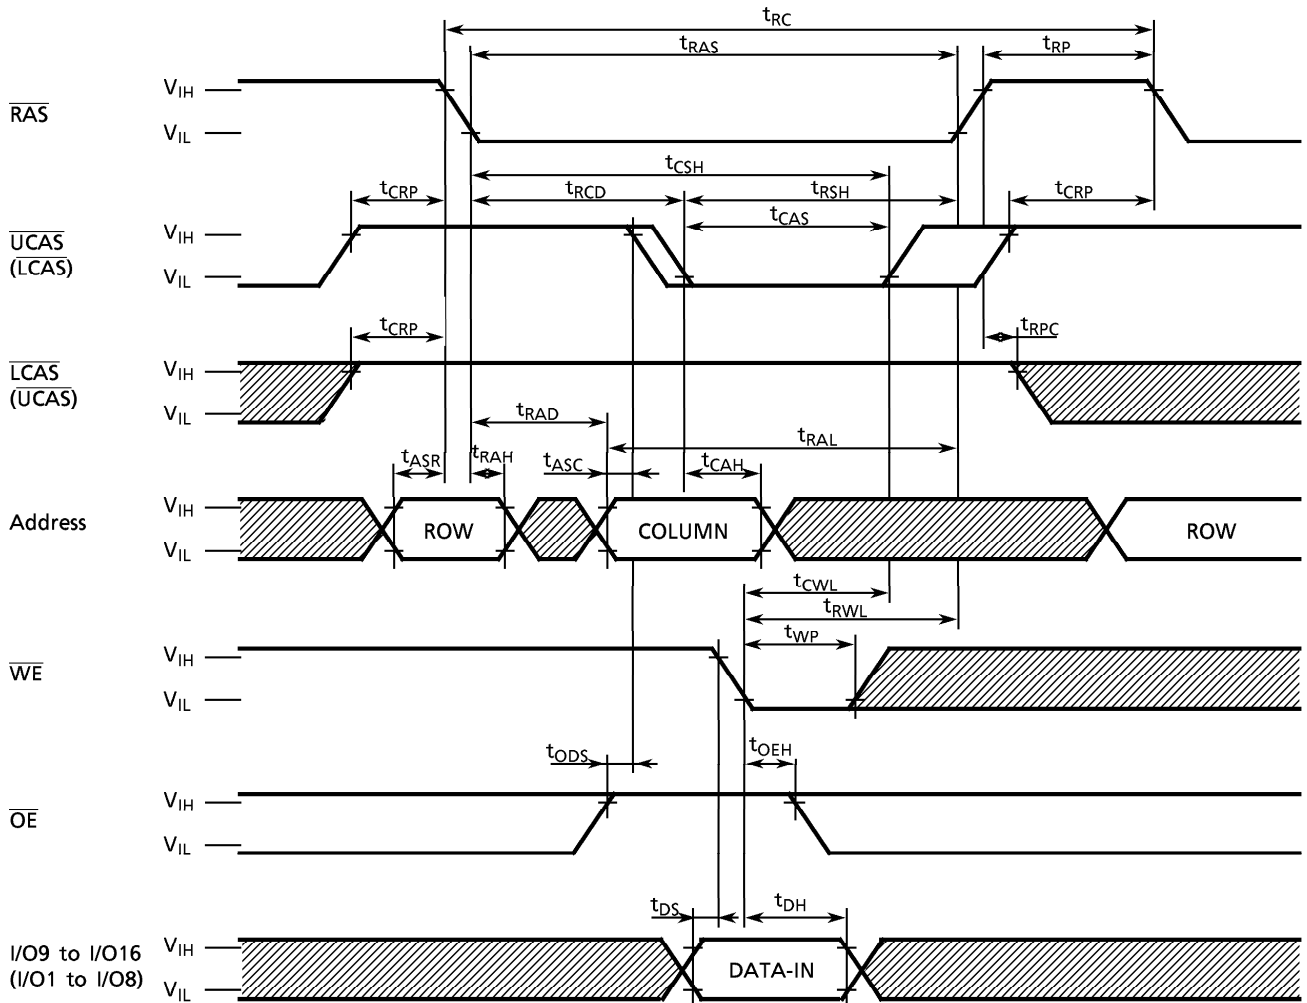 tRC
tRAS
tRP
RAS
VIH
VIL
tCSH
tCRP
tRCD
tRSH
tCRP
tCAS
UCAS
(LCAS)
VIH
VIL
tCRP
tRPC
LCAS
(UCAS)
VIH
VIL
tRAD
tRAL
tASR
tRAH
tASC
tCAH
Address
VIH
VIL
ROW
COLUMN
ROW
tCWL
tRWL
tWP
WE
VIH
VIL
tODS
tOEH
OE
VIH
VIL
tDS
tDH
I/O9 to I/O16
(I/O1 to I/O8)
VIH
VIL
DATA-IN